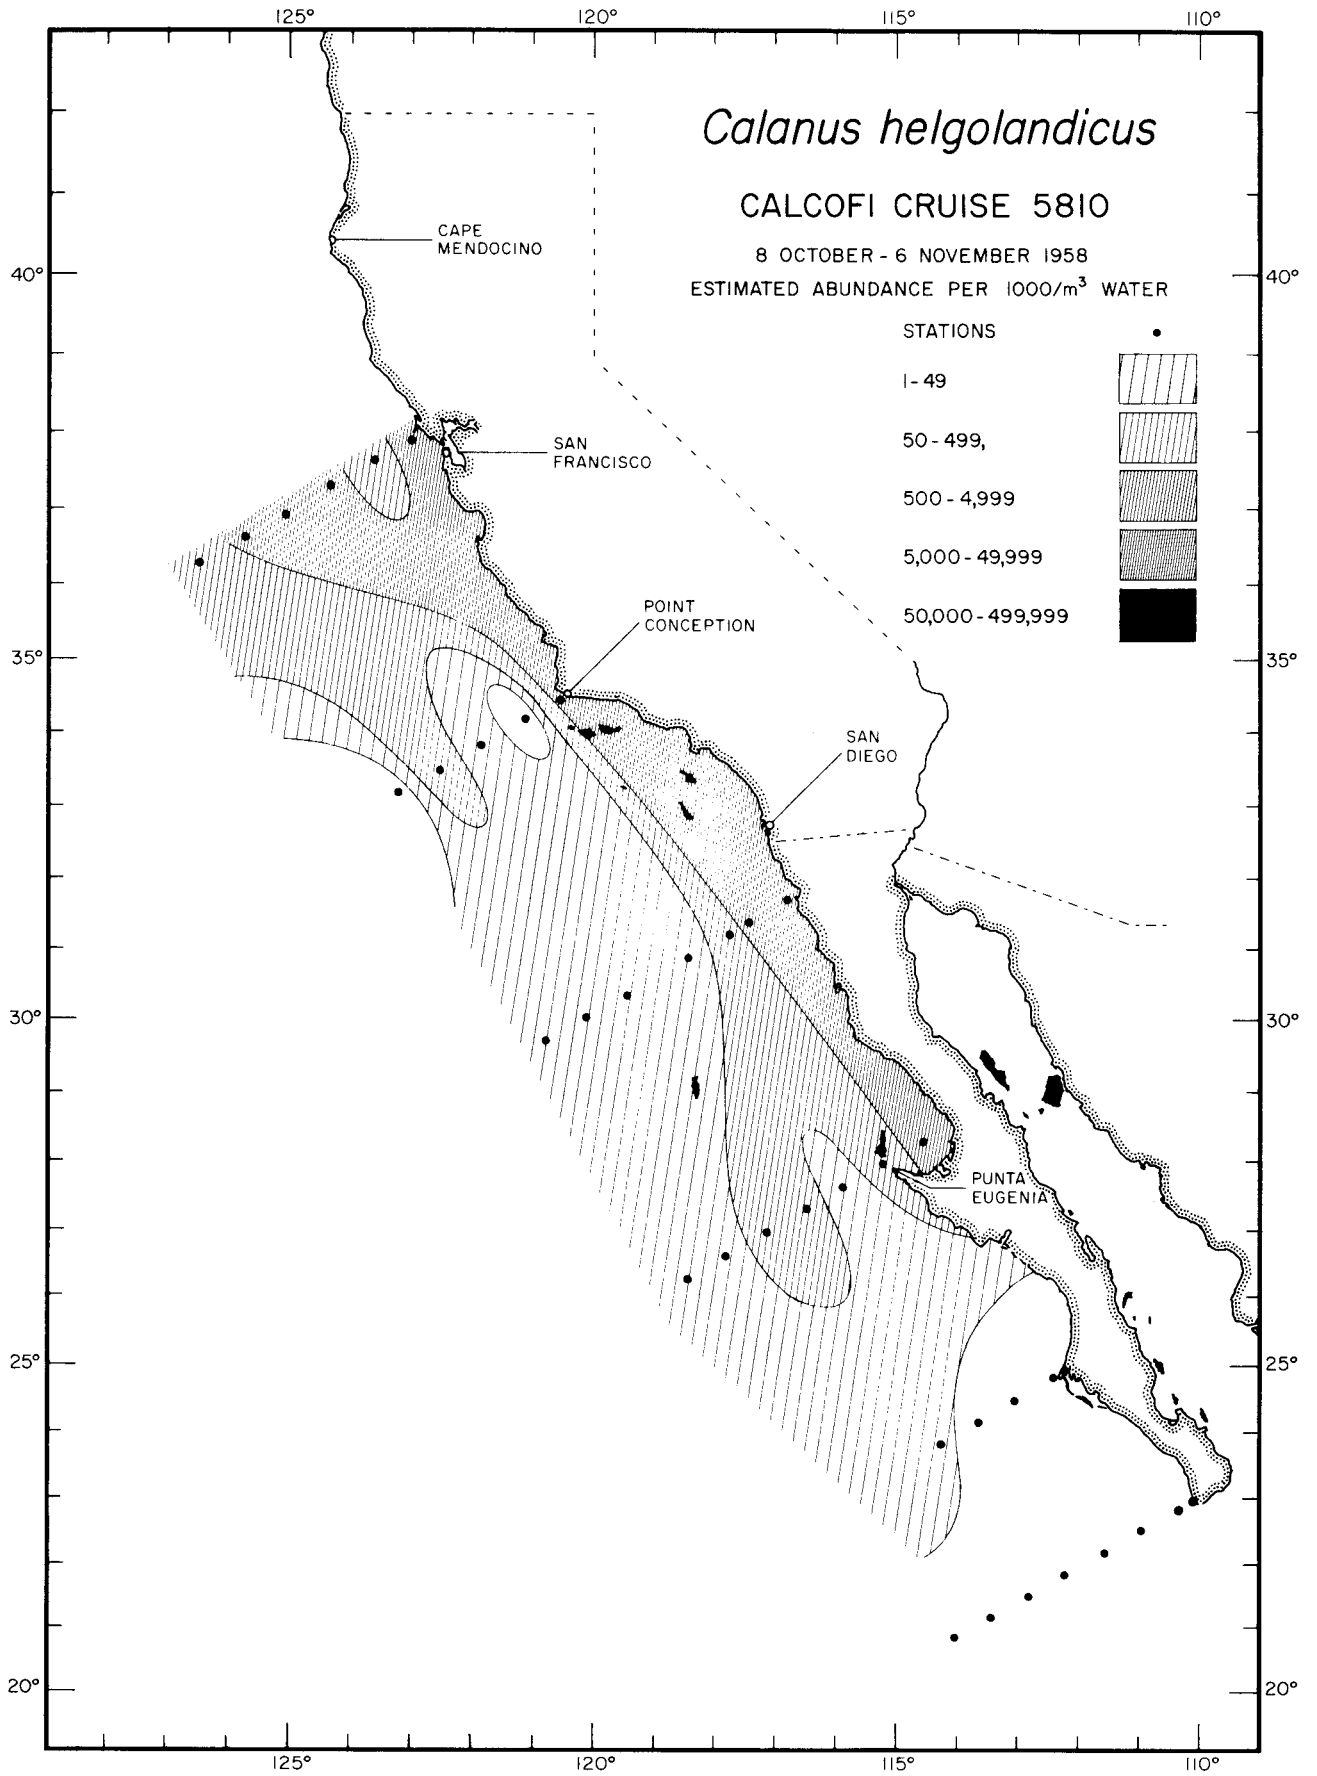 125° 120° 115° 110°
Calanus helgolandicus
CALCOFI CRUISE 5810
8 OCTOBER - 6 NOVEMBER 1958
ESTIMATED ABUNDANCE PER 1000/m³ WATER
STATIONS
1-49
50-499,
500-4,999
5,000-49,999
50,000-499,999
CAPE
MENDOCINO
40° 40°
SAN
FRANCISCO
POINT
CONCEPTION
35° 35°
SAN
DIEGO
30° 30°
PUNTA
EUGENIA
25° 25°
20° 20°
125° 120° 115° 110°